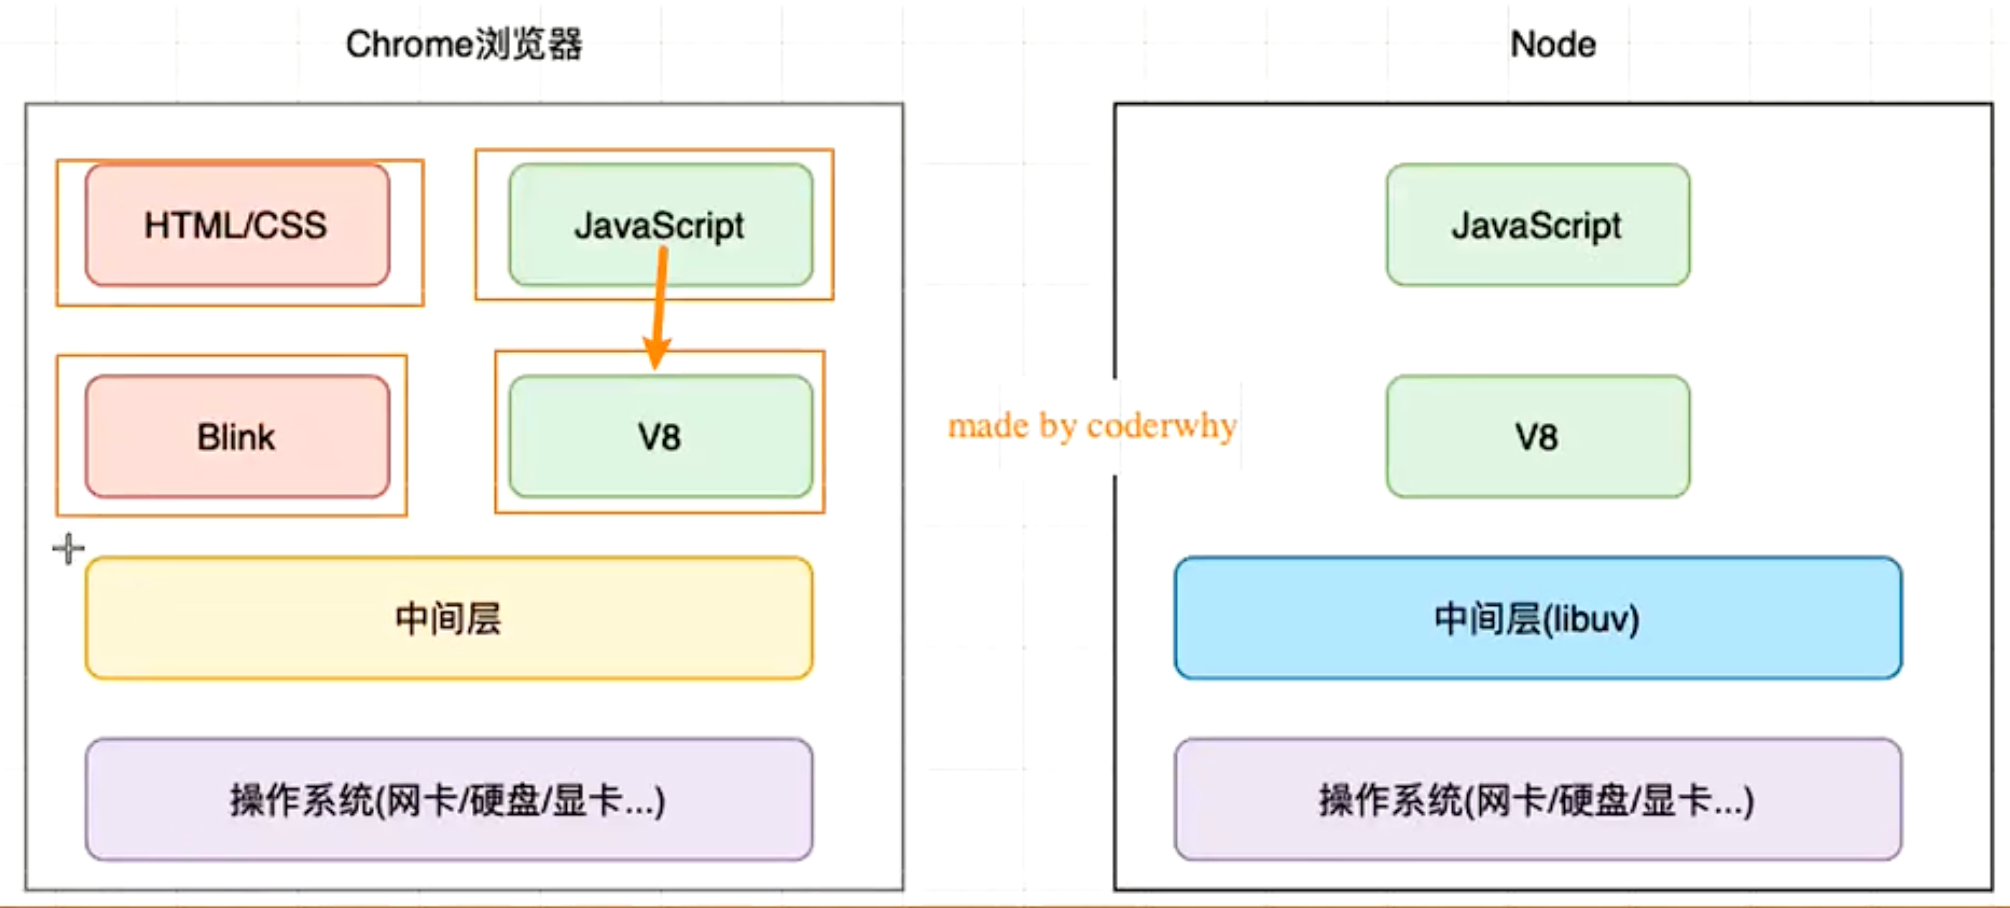 Chrome浏览器
HTML/CSS
JavaScript
Blink
V8
中间层
操作系统(网卡/硬盘/显卡...)
made by coderwhy
Node
JavaScript
V8
中间层(libuv)
操作系统(网卡/硬盘/显卡...)